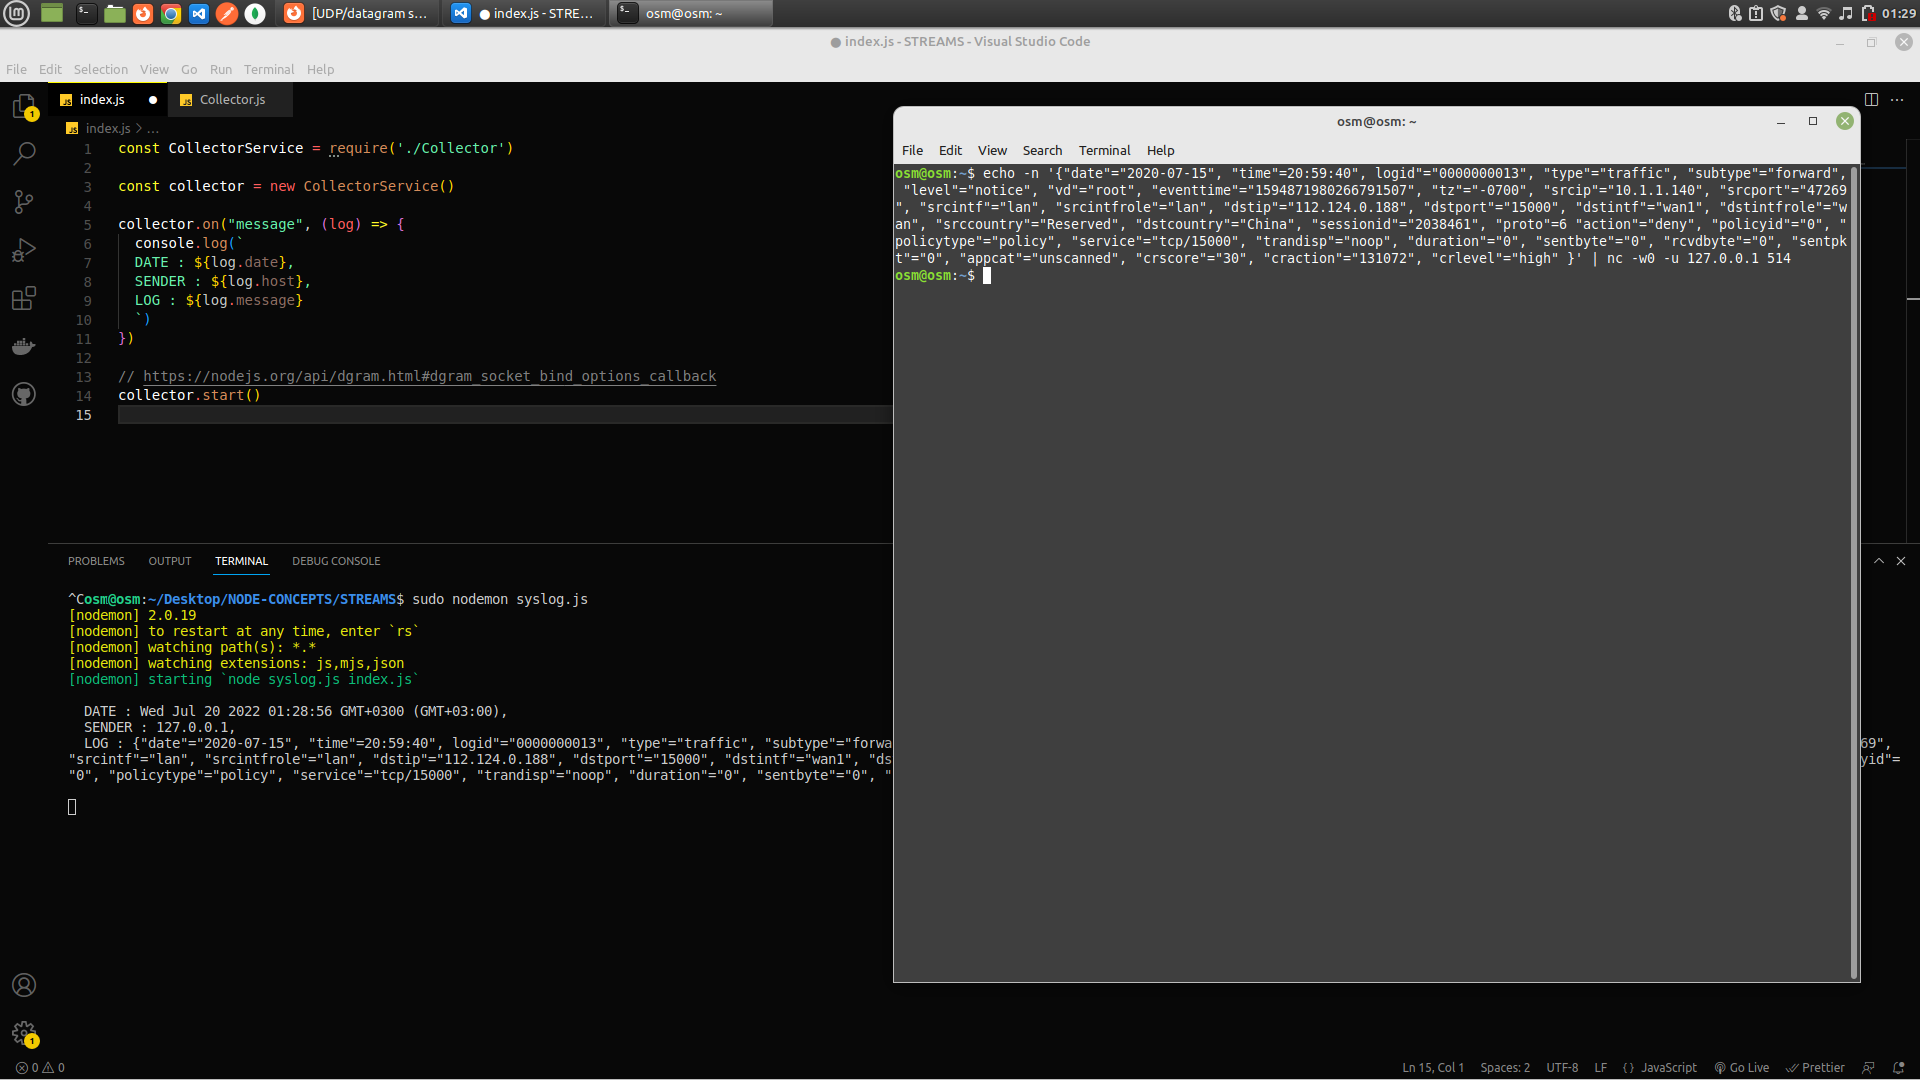 [UDP/datagram s...
● index.js - STRE...
osm@osm: ~
01:29
● index.js - STREAMS - Visual Studio Code
File Edit Selection View Go Run Terminal Help
index.js ● Collector.js
index.js > ...
1 const CollectorService = require('./Collector')
2
3 const collector = new CollectorService()
4
5 collector.on("message", (log) => {
6 console.log(`
7 DATE : ${log.date},
8 SENDER : ${log.host},
9 LOG : ${log.message}
10 `)
11 })
12
13 // https://nodejs.org/api/dgram.html#dgram_socket_bind_options_callback
14 collector.start()
15
PROBLEMS OUTPUT TERMINAL DEBUG CONSOLE
^Cosm@osm:~/Desktop/NODE-CONCEPTS/STREAMS$ sudo nodemon syslog.js
[nodemon] 2.0.19
[nodemon] to restart at any time, enter `rs`
[nodemon] watching path(s): *.*
[nodemon] watching extensions: js,mjs,json
[nodemon] starting `node syslog.js index.js`
DATE : Wed Jul 20 2022 01:28:56 GMT+0300 (GMT+03:00),
SENDER : 127.0.0.1,
LOG : {"date"="2020-07-15", "time"=20:59:40", logid"="0000000013", "type"="traffic", "subtype"="forwa 69",
"srcintf"="lan", "srcintfrole"="lan", "dstip"="112.124.0.188", "dstport"="15000", "dstintf"="wan1", "ds yid"=
"0", "policytype"="policy", "service"="tcp/15000", "trandisp"="noop", "duration"="0", "sentbyte"="0", "
osm@osm: ~
File Edit View Search Terminal Help
osm@osm:~$ echo -n '{"date"="2020-07-15", "time"=20:59:40", logid"="0000000013", "type"="traffic", "subtype"="forward",
"level"="notice", "vd"="root", "eventtime"="1594871980266791507", "tz"="-0700", "srcip"="10.1.1.140", "srcport"="47269
", "srcintf"="lan", "srcintfrole"="lan", "dstip"="112.124.0.188", "dstport"="15000", "dstintf"="wan1", "dstintfrole"="w
an", "srccountry"="Reserved", "dstcountry"="China", "sessionid"="2038461", "proto"=6 "action"="deny", "policyid"="0", "
policytype"="policy", "service"="tcp/15000", "trandisp"="noop", "duration"="0", "sentbyte"="0", "rcvdbyte"="0", "sentpk
t"="0", "appcat"="unscanned", "crscore"="30", "craction"="131072", "crlevel"="high" }' | nc -w0 -u 127.0.0.1 514
osm@osm:~$
1
1
0 0
Ln 15, Col 1 Spaces: 2 UTF-8 LF {} JavaScript Go Live Prettier